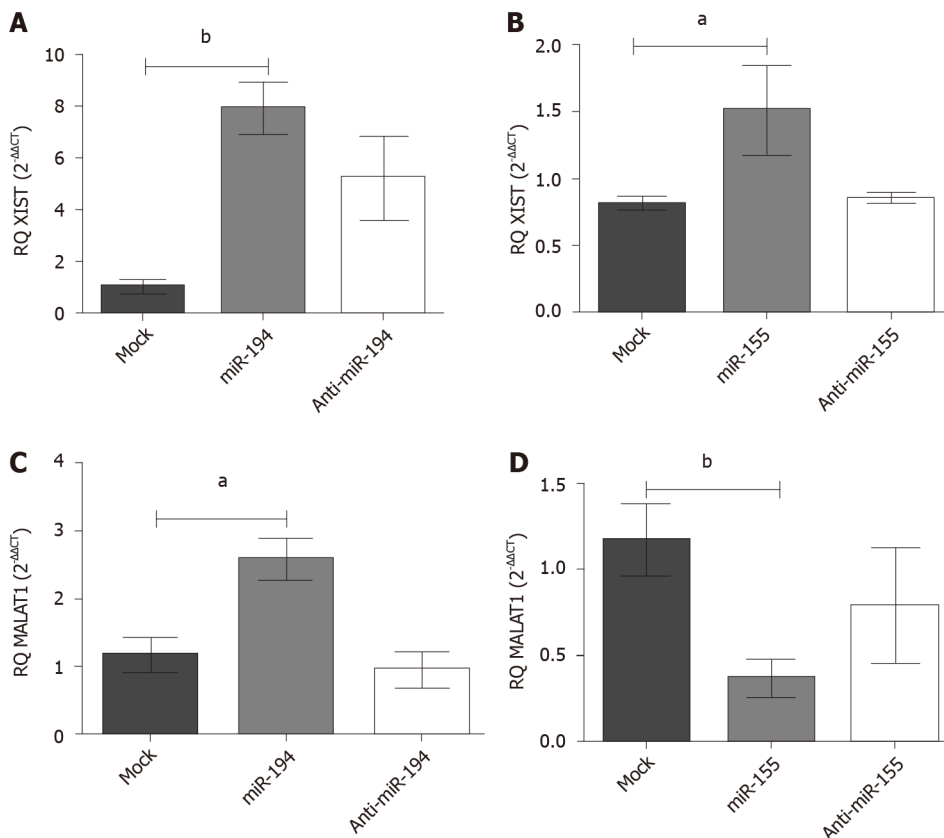 A
b
RQ XIST (2^-ΔΔCT)
10
8
6
4
2
0
Mock
miR-194
Anti-miR-194
B
a
RQ XIST (2^-ΔΔCT)
2.0
1.5
1.0
0.5
0.0
Mock
miR-155
Anti-miR-155
C
a
RQ MALAT1 (2^-ΔΔCT)
4
3
2
1
0
Mock
miR-194
Anti-miR-194
D
b
RQ MALAT1 (2^-ΔΔCT)
1.5
1.0
0.5
0.0
Mock
miR-155
Anti-miR-155